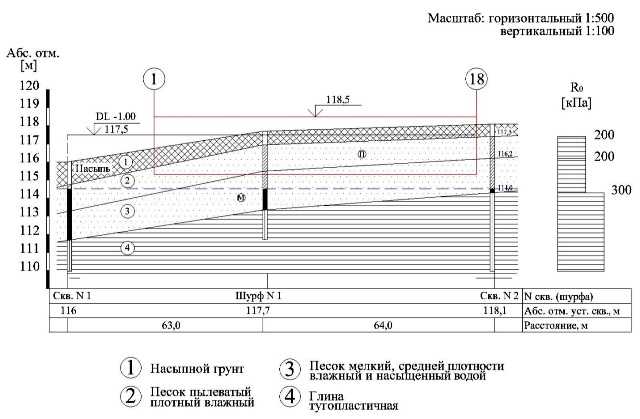 Масштаб: горизонтальный 1:500
вертикальный 1:100
Абс. отм.
[м]
1
18
R₀
[кПа]
120
119
118
117
116
115
114
113
112
111
110
DL -1.00
117,5
118,5
117,5
116,2
114,0
200
200
300
Насыпь
1
2
3
4
П
М
Скв. N 1
Шурф N 1
Скв. N 2
N скв. (шурфа)
116
117,7
118,1
Абс. отм. уст. скв., м
63,0
64,0
Расстояние, м
1 Насыпной грунт
2 Песок пылеватый
плотный влажный
3 Песок мелкий, средней плотности
влажный и насыщенный водой
4 Глина
тугопластичная